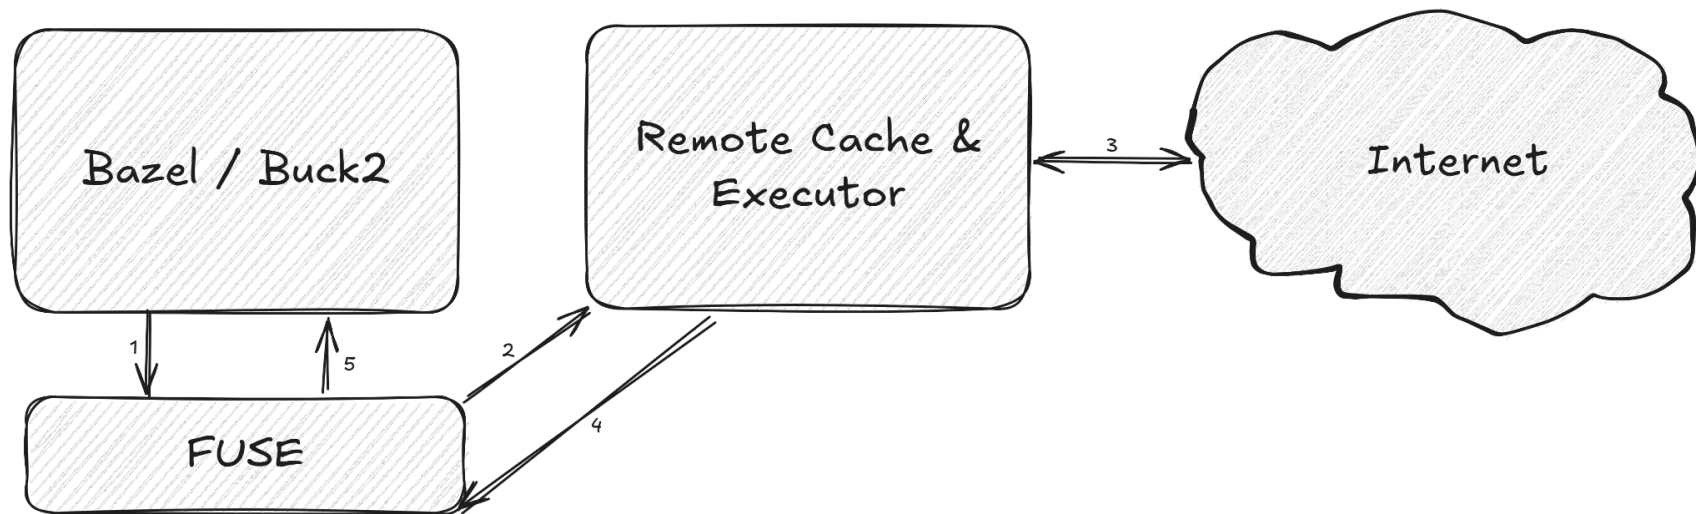 Bazel / Buck2
Remote Cache &
Executor
3
Internet
1
5
2
4
FUSE